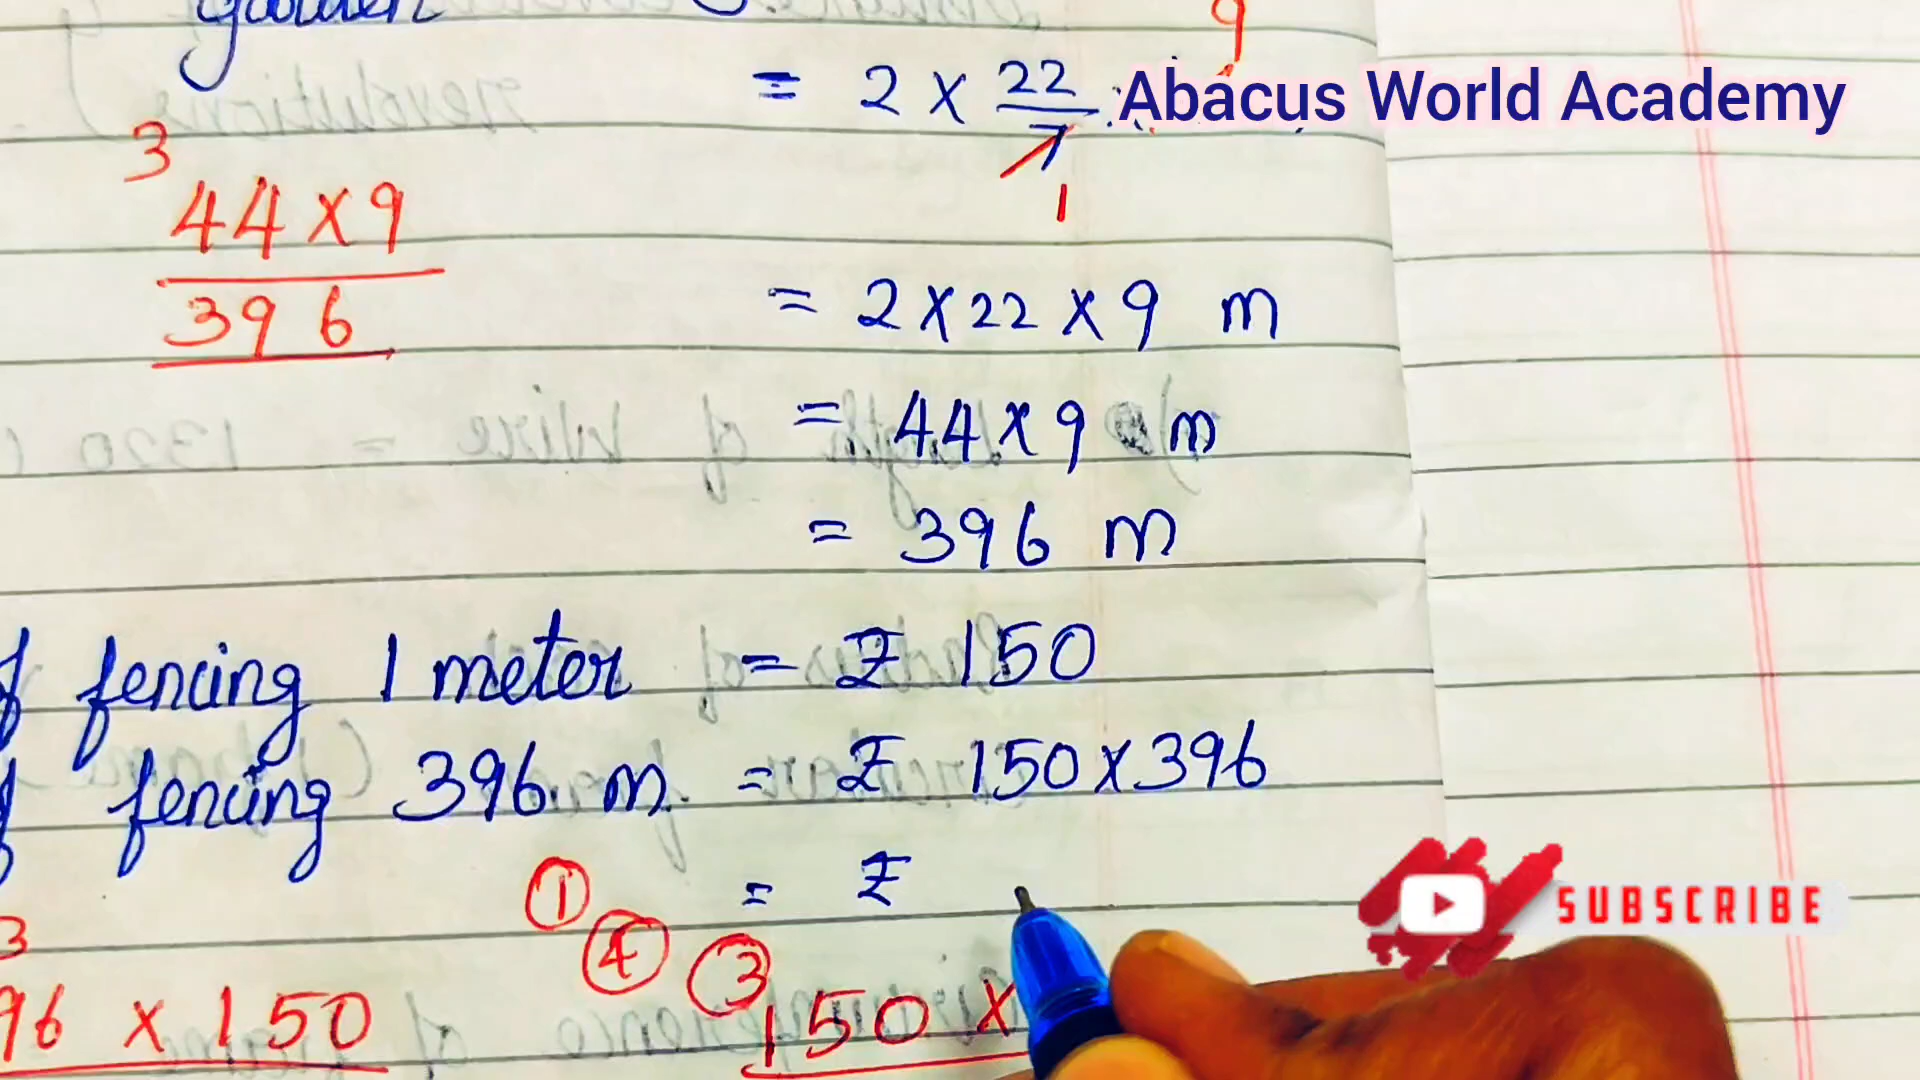 garden
9
= 2 × 22/7
Abacus World Academy
1
3
44 × 9
396
= 2 × 22 × 9 m
= 44 × 9 m
= 396 m
f fencing 1 meter = ₹ 150
f fencing 396 m. = ₹ 150 × 396
= ₹
① ④ ③
3
96 × 150
150 ×
SUBSCRIBE